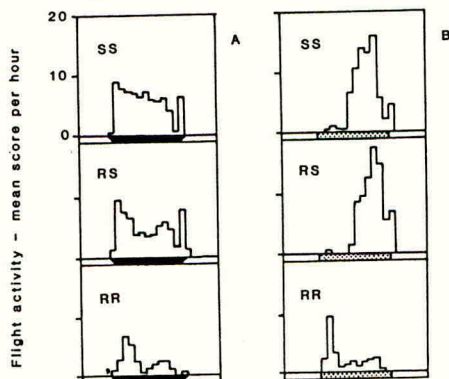 20
10
0
SS
A
SS
B
RS
RS
RR
RR
Flight activity – mean score per hour